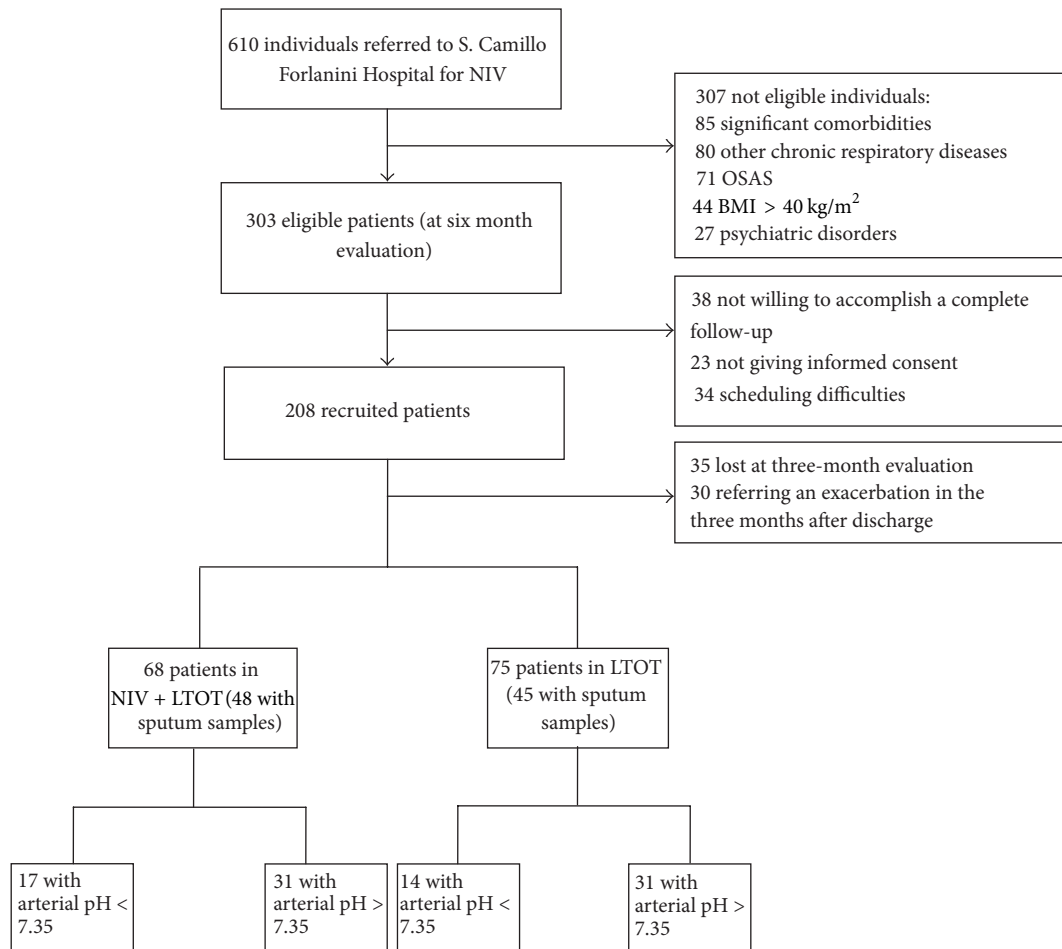 610 individuals referred to S. Camillo
Forlanini Hospital for NIV
307 not eligible individuals:
85 significant comorbidities
80 other chronic respiratory diseases
71 OSAS
44 BMI > 40 kg/m²
27 psychiatric disorders
303 eligible patients (at six month
evaluation)
38 not willing to accomplish a complete
follow-up
23 not giving informed consent
34 scheduling difficulties
208 recruited patients
35 lost at three-month evaluation
30 referring an exacerbation in the
three months after discharge
68 patients in
NIV + LTOT (48 with
sputum samples)
75 patients in LTOT
(45 with sputum
samples)
17 with
arterial pH <
7.35
31 with
arterial pH >
7.35
14 with
arterial pH <
7.35
31 with
arterial pH >
7.35